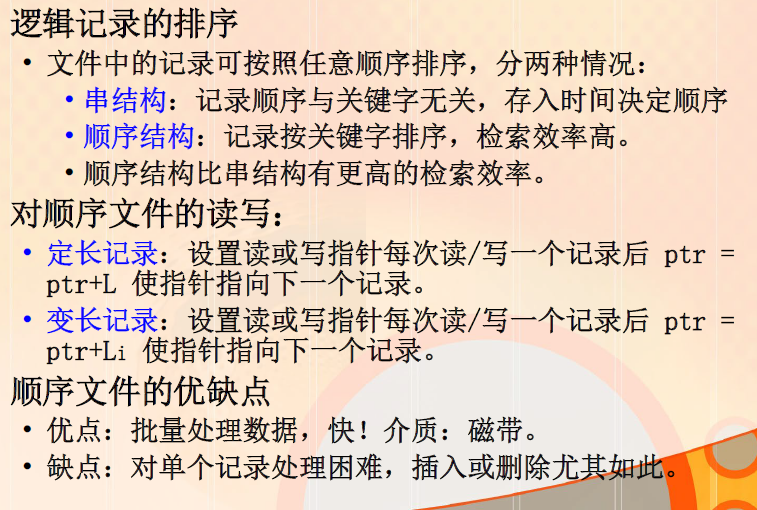 逻辑记录的排序
• 文件中的记录可按照任意顺序排序，分两种情况：
• 串结构：记录顺序与关键字无关，存入时间决定顺序
• 顺序结构：记录按关键字排序，检索效率高。
• 顺序结构比串结构有更高的检索效率。
对顺序文件的读写：
• 定长记录：设置读或写指针每次读/写一个记录后 ptr =
ptr+L 使指针指向下一个记录。
• 变长记录：设置读或写指针每次读/写一个记录后 ptr =
ptr+Li 使指针指向下一个记录。
顺序文件的优缺点
• 优点：批量处理数据，快！介质：磁带。
• 缺点：对单个记录处理困难，插入或删除尤其如此。